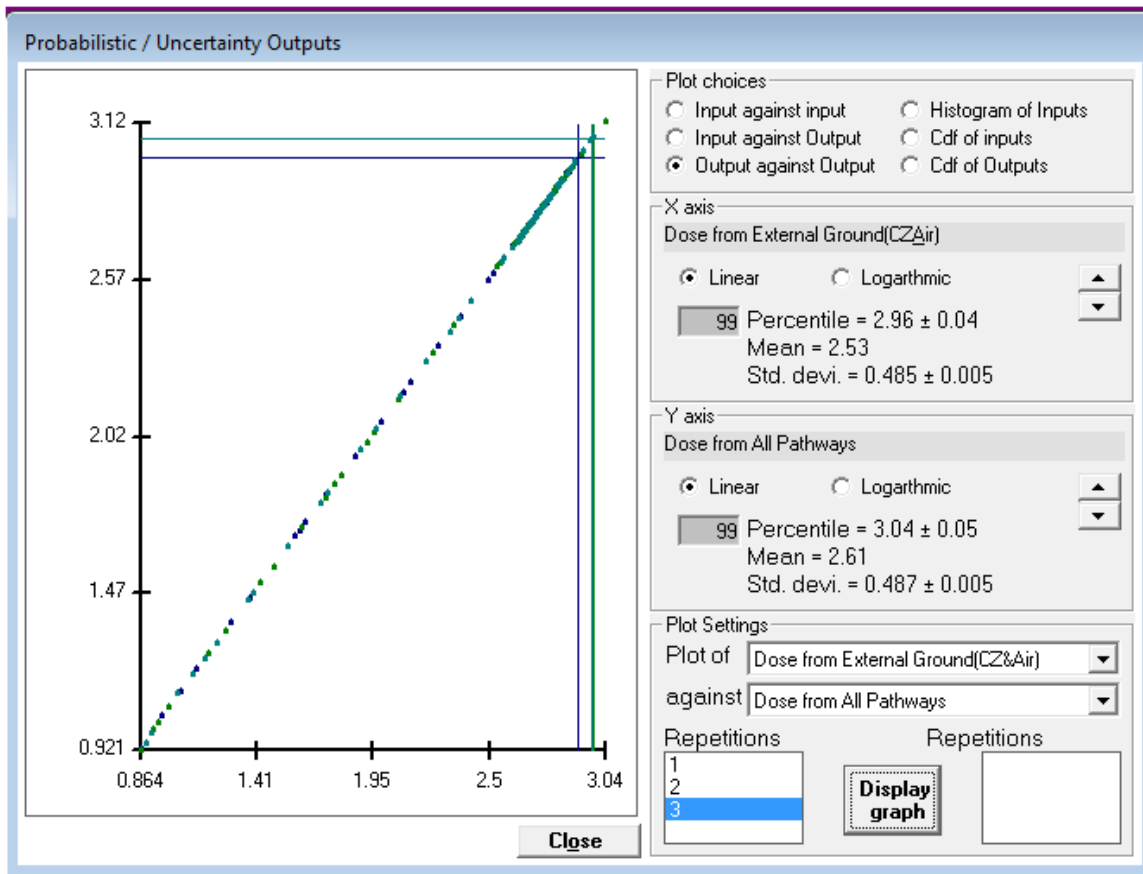 Probabilistic / Uncertainty Outputs
3.12
2.57
2.02
1.47
0.921
0.864 1.41 1.95 2.5 3.04
Close
Plot choices
Input against input Histogram of Inputs
Input against Output Cdf of inputs
Output against Output Cdf of Outputs
X axis
Dose from External Ground(CZAir)
Linear Logarithmic
99 Percentile = 2.96 ± 0.04
Mean = 2.53
Std. devi. = 0.485 ± 0.005
Y axis
Dose from All Pathways
Linear Logarithmic
99 Percentile = 3.04 ± 0.05
Mean = 2.61
Std. devi. = 0.487 ± 0.005
Plot Settings
Plot of Dose from External Ground(CZ&Air)
against Dose from All Pathways
Repetitions Repetitions
1
2
3
Display
graph